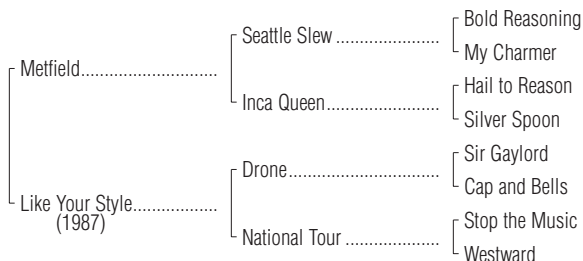 Bold Reasoning
Seattle Slew
My Charmer
Metfield
Hail to Reason
Inca Queen
Silver Spoon
Sir Gaylord
Drone
Cap and Bells
Like Your Style
(1987)
Stop the Music
National Tour
Westward